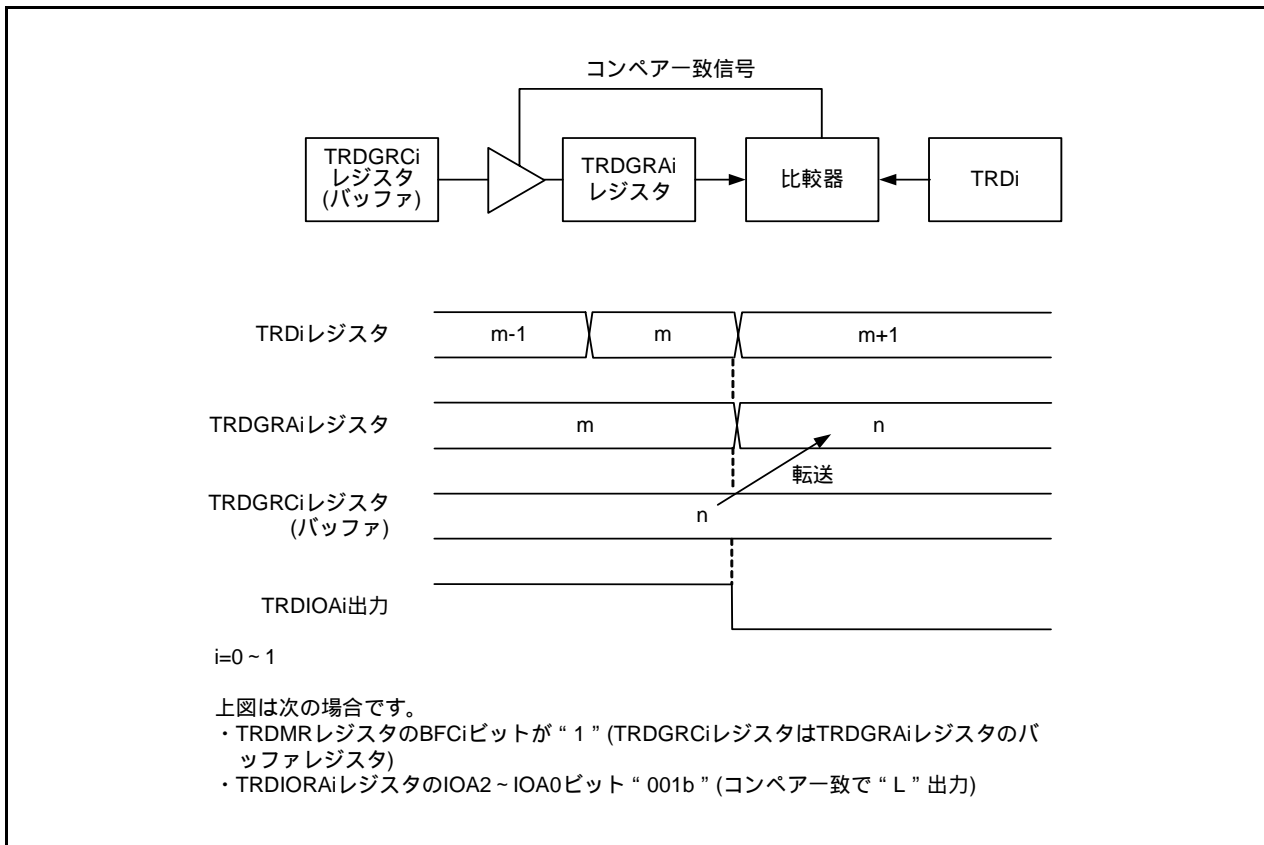 コンペア一致信号
TRDGRCi
レジスタ
(バッファ)
TRDGRAi
レジスタ
比較器
TRDi
TRDiレジスタ
m-1
m
m+1
TRDGRAiレジスタ
m
n
転送
TRDGRCiレジスタ
(バッファ)
n
TRDIOAi出力
i=0～1
上図は次の場合です。
・TRDMRレジスタのBFCiビットが“1”(TRDGRCiレジスタはTRDGRAiレジスタのバ
ッファレジスタ)
・TRDIORAiレジスタのIOA2～IOA0ビット“001b”(コンペア一致で“L”出力)